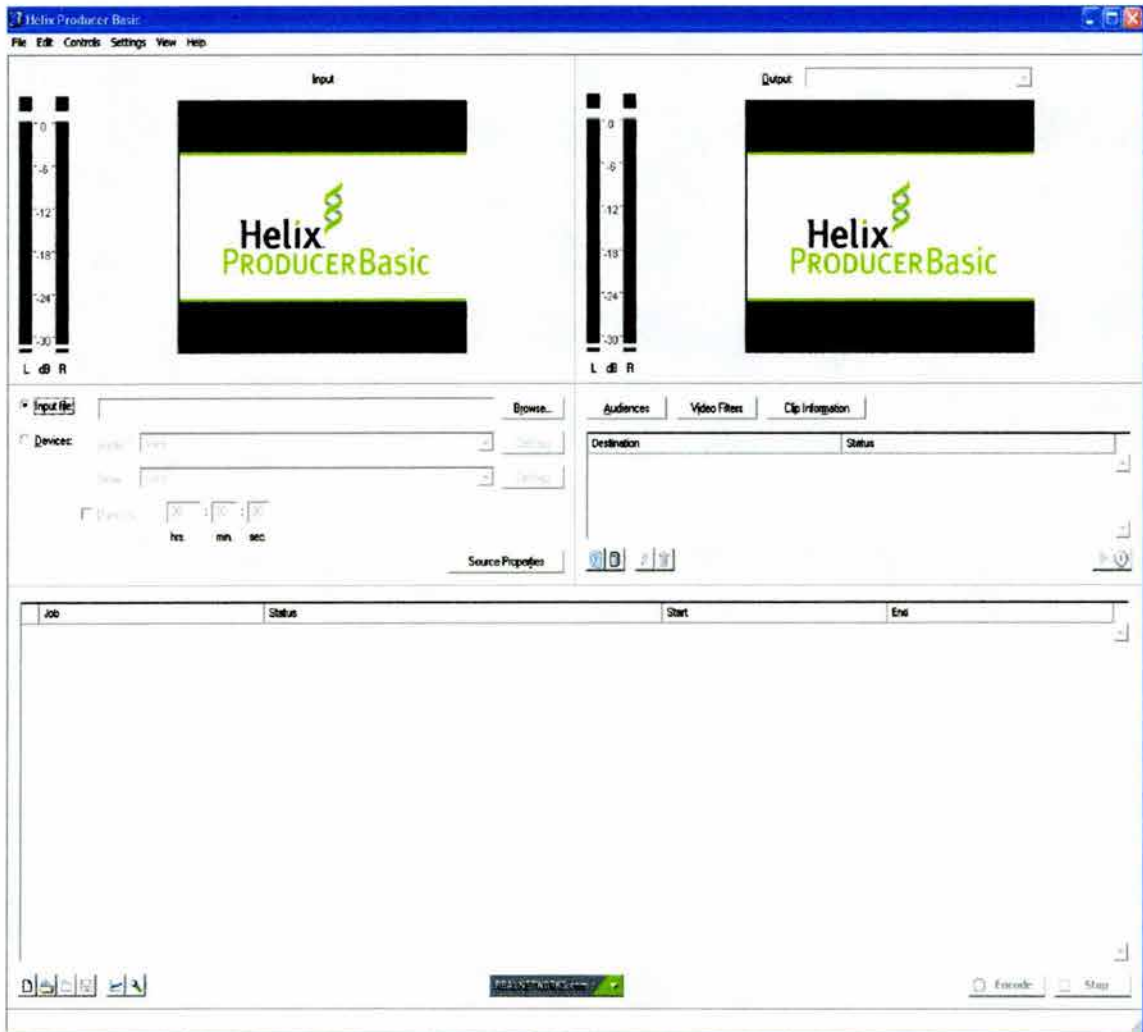 Helix Producer Basic
File Edit Controls Settings View Help
Input
Output:
0
-6
-12
-18
-24
-30
L dB R
Helix
PRODUCER Basic
0
-6
-12
-18
-24
-30
L dB R
Helix
PRODUCER Basic
Input file:
Browse...
Devices:
hrs. min. sec.
Source Properties
Audiences Video Filters Clip Information
Destination Status
Job Status Start End
Encode Stop